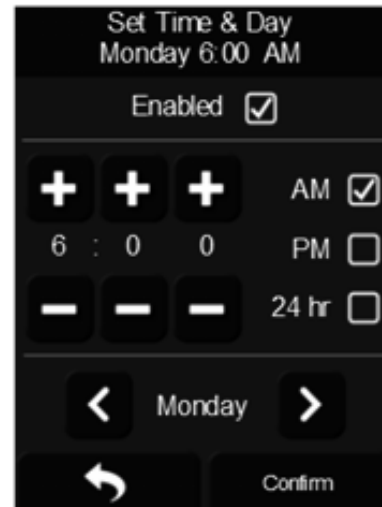 Set Time & Day
Monday 6:00 AM
Enabled
AM
6 : 0 0 PM
24 hr
Monday
Confirm